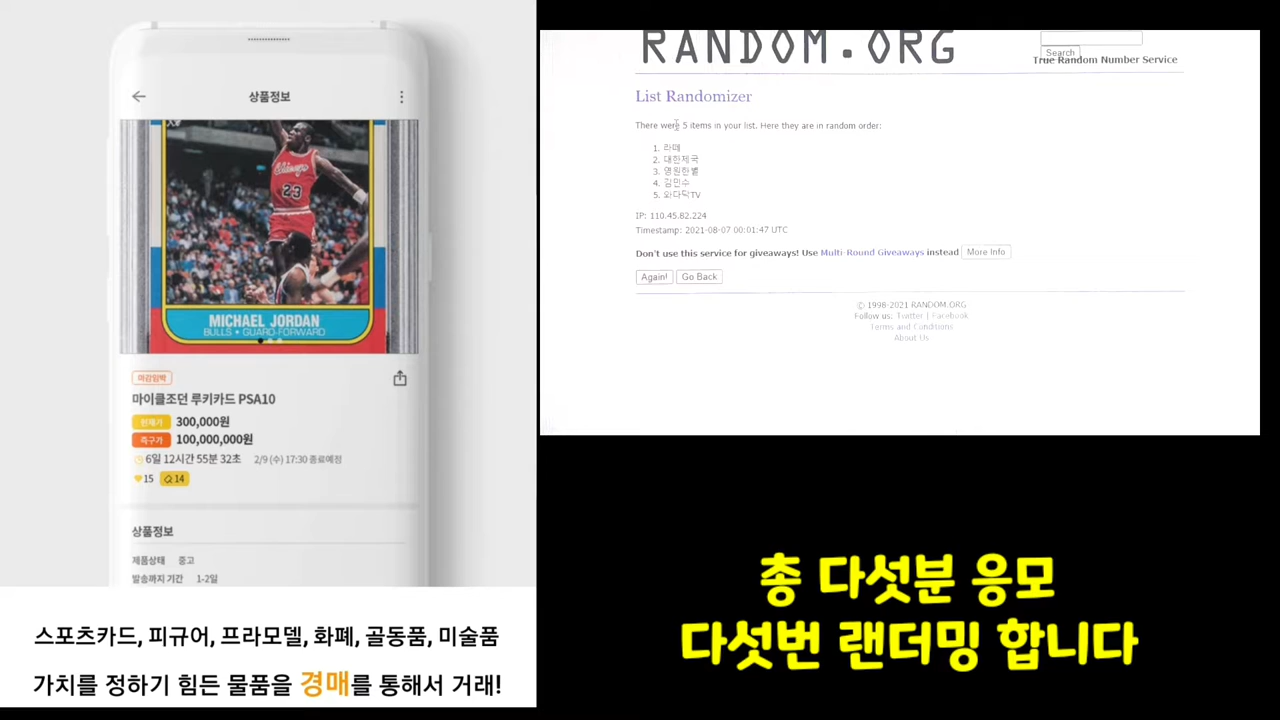 상품정보
23
MICHAEL JORDAN
BULLS • GUARD-FORWARD
마감임박
마이클조던 루키카드 PSA10
현재가 300,000원
즉구가 100,000,000원
6일 12시간 55분 32초 2/9 (수) 17:30 종료예정
15 14
상품정보
제품상태 중고
발송까지 기간 1-2일
스포츠카드, 피규어, 프라모델, 화폐, 골동품, 미술품
가치를 정하기 힘든 물품을 경매를 통해서 거래!
RANDOM.ORG
Search
True Random Number Service
List Randomizer
There were 5 items in your list. Here they are in random order:
1. 라떼
2. 대한제국
3. 영원한별
4. 김민수
5. 와다닥TV
IP: 110.45.82.224
Timestamp: 2021-08-07 00:01:47 UTC
Don't use this service for giveaways! Use Multi-Round Giveaways instead More Info
Again! Go Back
© 1998-2021 RANDOM.ORG
Follow us: Twitter | Facebook
Terms and Conditions
About Us
총 다섯분 응모
다섯번 랜더밍 합니다